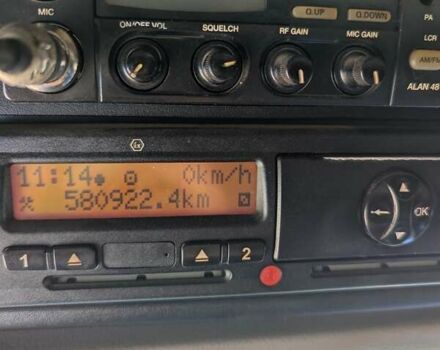 Q.UP Q.DOWN PA
MIC ON/OFF VOL SQUELCH RF GAIN MIC GAIN LCR
AM/FM
ALAN 48
Ex
11:14 0km/h
580922.4km
1 2 OK